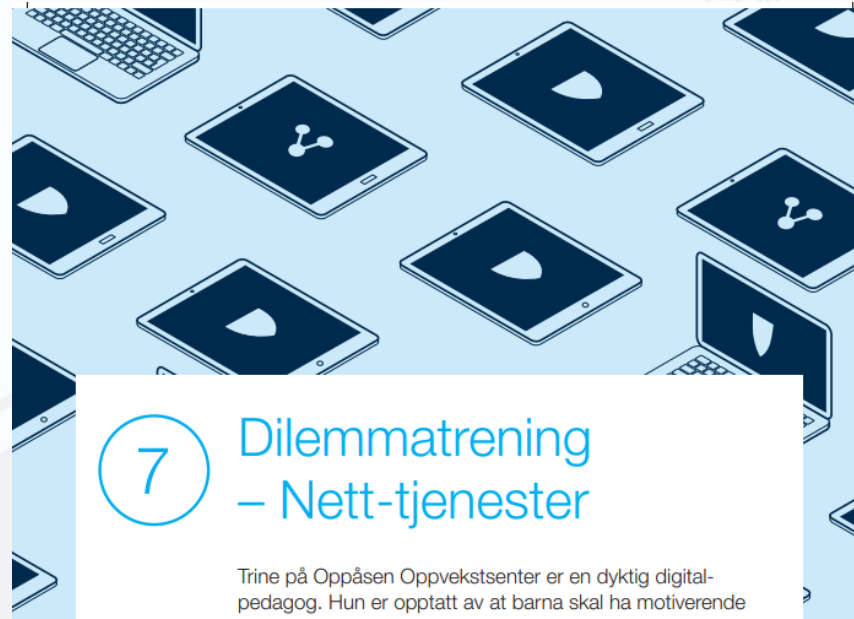 7
Dilemmatrening
– Nett-tjenester
Trine på Oppåsen Oppvekstsenter er en dyktig digital-
pedagog. Hun er opptatt av at barna skal ha motiverende